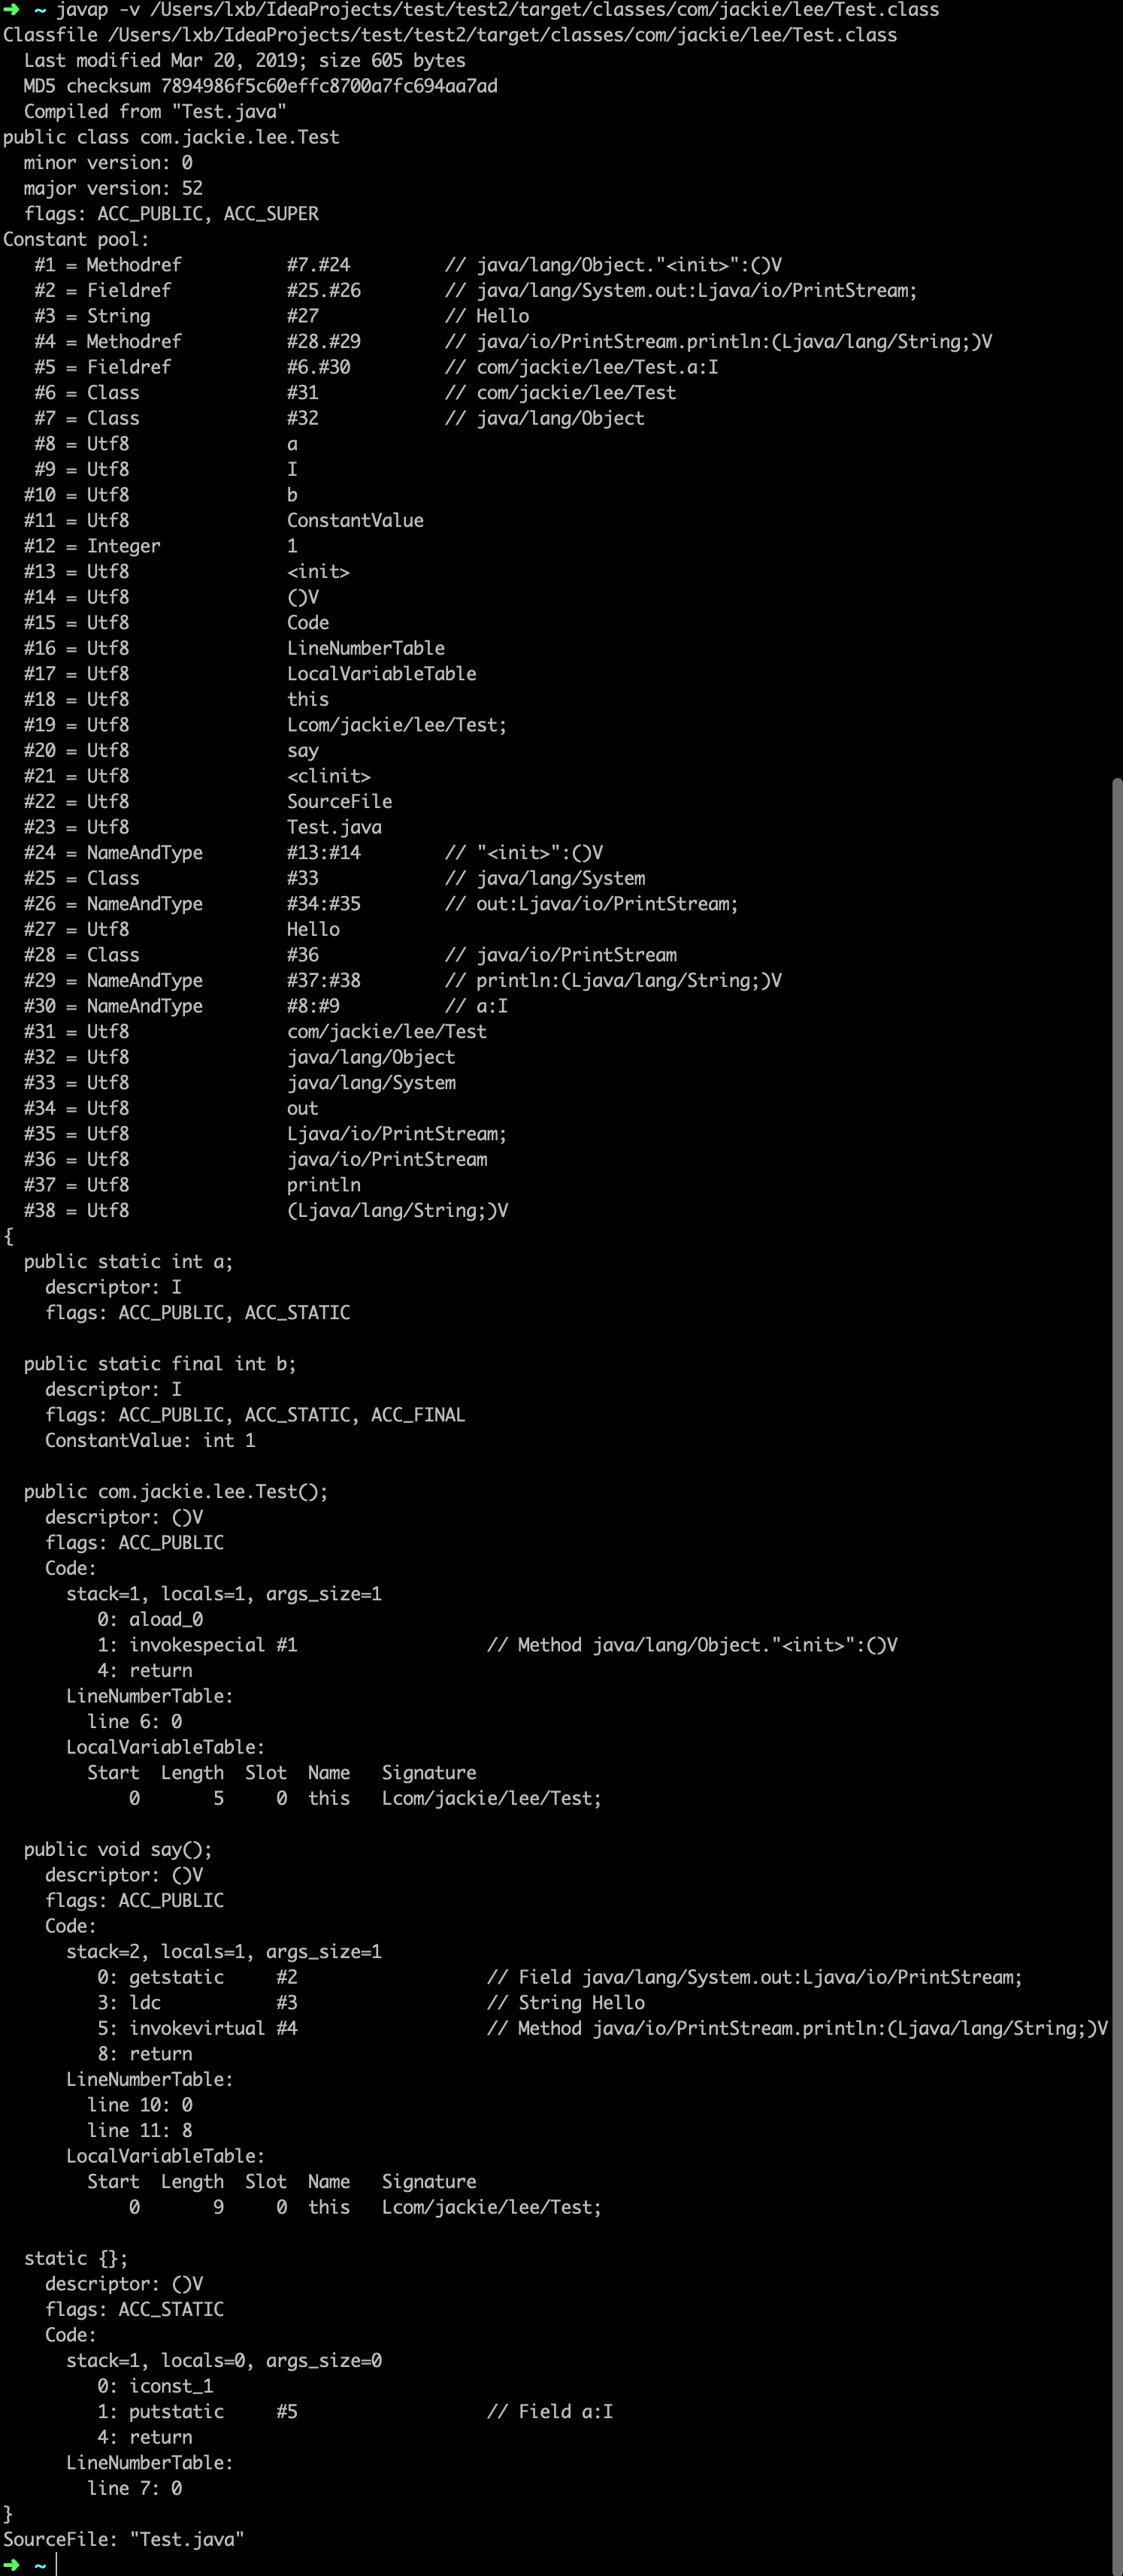 ➜ ~ javap -v /Users/lxb/IdeaProjects/test/test2/target/classes/com/jackie/lee/Test.class
Classfile /Users/lxb/IdeaProjects/test/test2/target/classes/com/jackie/lee/Test.class
  Last modified Mar 20, 2019; size 605 bytes
  MD5 checksum 7894986f5c60effc8700a7fc694aa7ad
  Compiled from "Test.java"
public class com.jackie.lee.Test
  minor version: 0
  major version: 52
  flags: ACC_PUBLIC, ACC_SUPER
Constant pool:
   #1 = Methodref          #7.#24         // java/lang/Object."<init>":()V
   #2 = Fieldref           #25.#26        // java/lang/System.out:Ljava/io/PrintStream;
   #3 = String             #27            // Hello
   #4 = Methodref          #28.#29        // java/io/PrintStream.println:(Ljava/lang/String;)V
   #5 = Fieldref           #6.#30         // com/jackie/lee/Test.a:I
   #6 = Class              #31            // com/jackie/lee/Test
   #7 = Class              #32            // java/lang/Object
   #8 = Utf8               a
   #9 = Utf8               I
  #10 = Utf8               b
  #11 = Utf8               ConstantValue
  #12 = Integer            1
  #13 = Utf8               <init>
  #14 = Utf8               ()V
  #15 = Utf8               Code
  #16 = Utf8               LineNumberTable
  #17 = Utf8               LocalVariableTable
  #18 = Utf8               this
  #19 = Utf8               Lcom/jackie/lee/Test;
  #20 = Utf8               say
  #21 = Utf8               <clinit>
  #22 = Utf8               SourceFile
  #23 = Utf8               Test.java
  #24 = NameAndType        #13:#14        // "<init>":()V
  #25 = Class              #33            // java/lang/System
  #26 = NameAndType        #34:#35        // out:Ljava/io/PrintStream;
  #27 = Utf8               Hello
  #28 = Class              #36            // java/io/PrintStream
  #29 = NameAndType        #37:#38        // println:(Ljava/lang/String;)V
  #30 = NameAndType        #8:#9          // a:I
  #31 = Utf8               com/jackie/lee/Test
  #32 = Utf8               java/lang/Object
  #33 = Utf8               java/lang/System
  #34 = Utf8               out
  #35 = Utf8               Ljava/io/PrintStream;
  #36 = Utf8               java/io/PrintStream
  #37 = Utf8               println
  #38 = Utf8               (Ljava/lang/String;)V
{
  public static int a;
    descriptor: I
    flags: ACC_PUBLIC, ACC_STATIC

  public static final int b;
    descriptor: I
    flags: ACC_PUBLIC, ACC_STATIC, ACC_FINAL
    ConstantValue: int 1

  public com.jackie.lee.Test();
    descriptor: ()V
    flags: ACC_PUBLIC
    Code:
      stack=1, locals=1, args_size=1
         0: aload_0
         1: invokespecial #1                  // Method java/lang/Object."<init>":()V
         4: return
      LineNumberTable:
        line 6: 0
      LocalVariableTable:
        Start  Length  Slot  Name   Signature
            0       5     0  this   Lcom/jackie/lee/Test;

  public void say();
    descriptor: ()V
    flags: ACC_PUBLIC
    Code:
      stack=2, locals=1, args_size=1
         0: getstatic     #2                  // Field java/lang/System.out:Ljava/io/PrintStream;
         3: ldc           #3                  // String Hello
         5: invokevirtual #4                  // Method java/io/PrintStream.println:(Ljava/lang/String;)V
         8: return
      LineNumberTable:
        line 10: 0
        line 11: 8
      LocalVariableTable:
        Start  Length  Slot  Name   Signature
            0       9     0  this   Lcom/jackie/lee/Test;

  static {};
    descriptor: ()V
    flags: ACC_STATIC
    Code:
      stack=1, locals=0, args_size=0
         0: iconst_1
         1: putstatic     #5                  // Field a:I
         4: return
      LineNumberTable:
        line 7: 0
}
SourceFile: "Test.java"
➜ ~